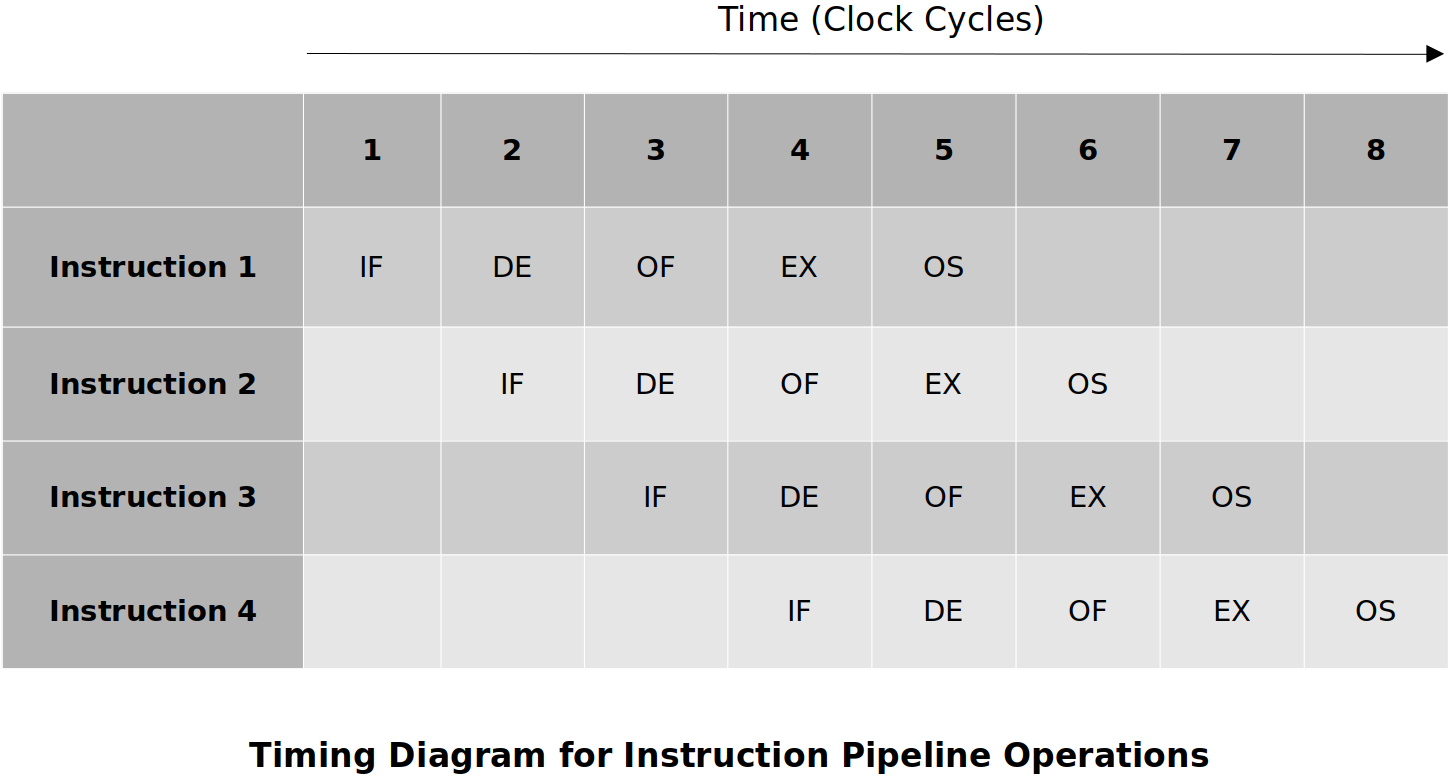 Time (Clock Cycles)
1 2 3 4 5 6 7 8
Instruction 1 IF DE OF EX OS
Instruction 2 IF DE OF EX OS
Instruction 3 IF DE OF EX OS
Instruction 4 IF DE OF EX OS
Timing Diagram for Instruction Pipeline Operations